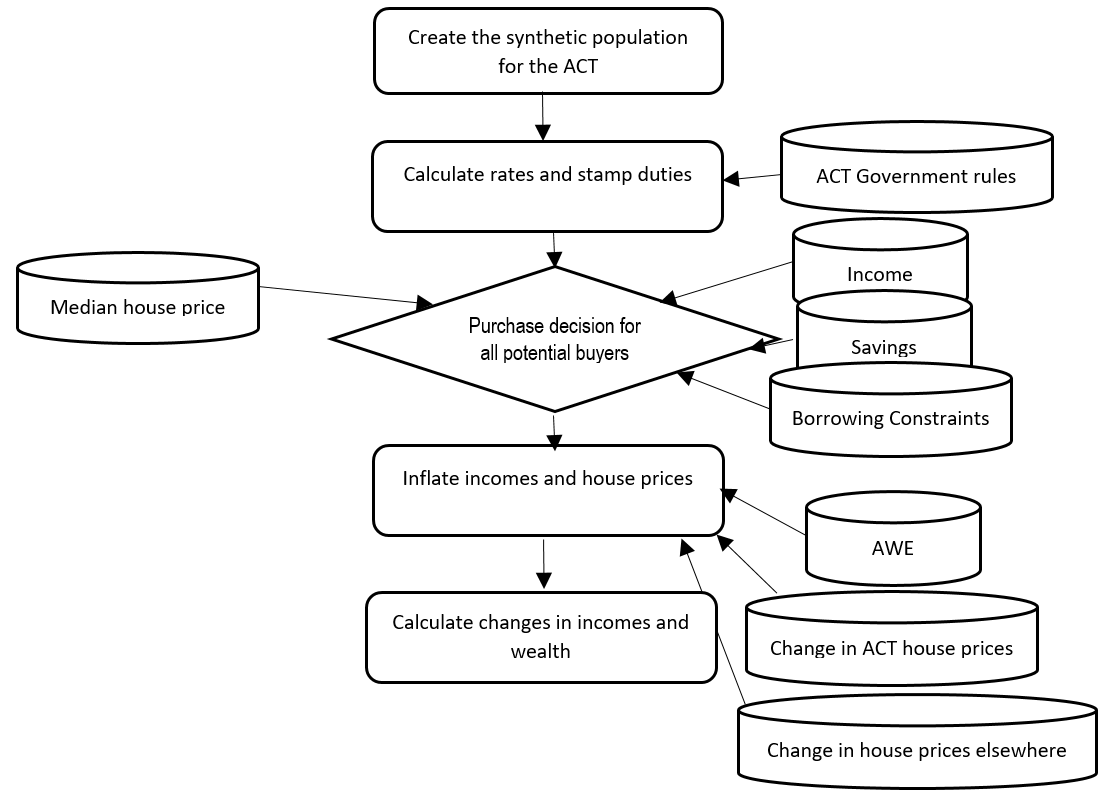 Create the synthetic population
for the ACT
Calculate rates and stamp duties
ACT Government rules
Income
Median house price
Purchase decision for
all potential buyers
Savings
Borrowing Constraints
Inflate incomes and house prices
AWE
Calculate changes in incomes and
wealth
Change in ACT house prices
Change in house prices elsewhere